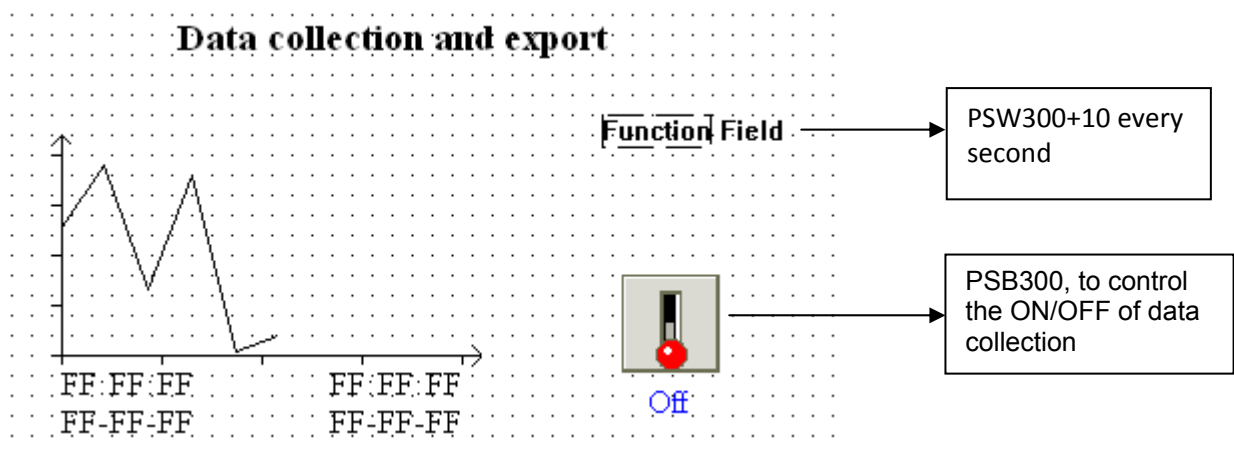 Data collection and export
Function Field
PSW300+10 every
second
PSB300, to control
the ON/OFF of data
collection
FF:FF:FF FF:FF:FF
FF-FF-FF FF-FF-FF
Off